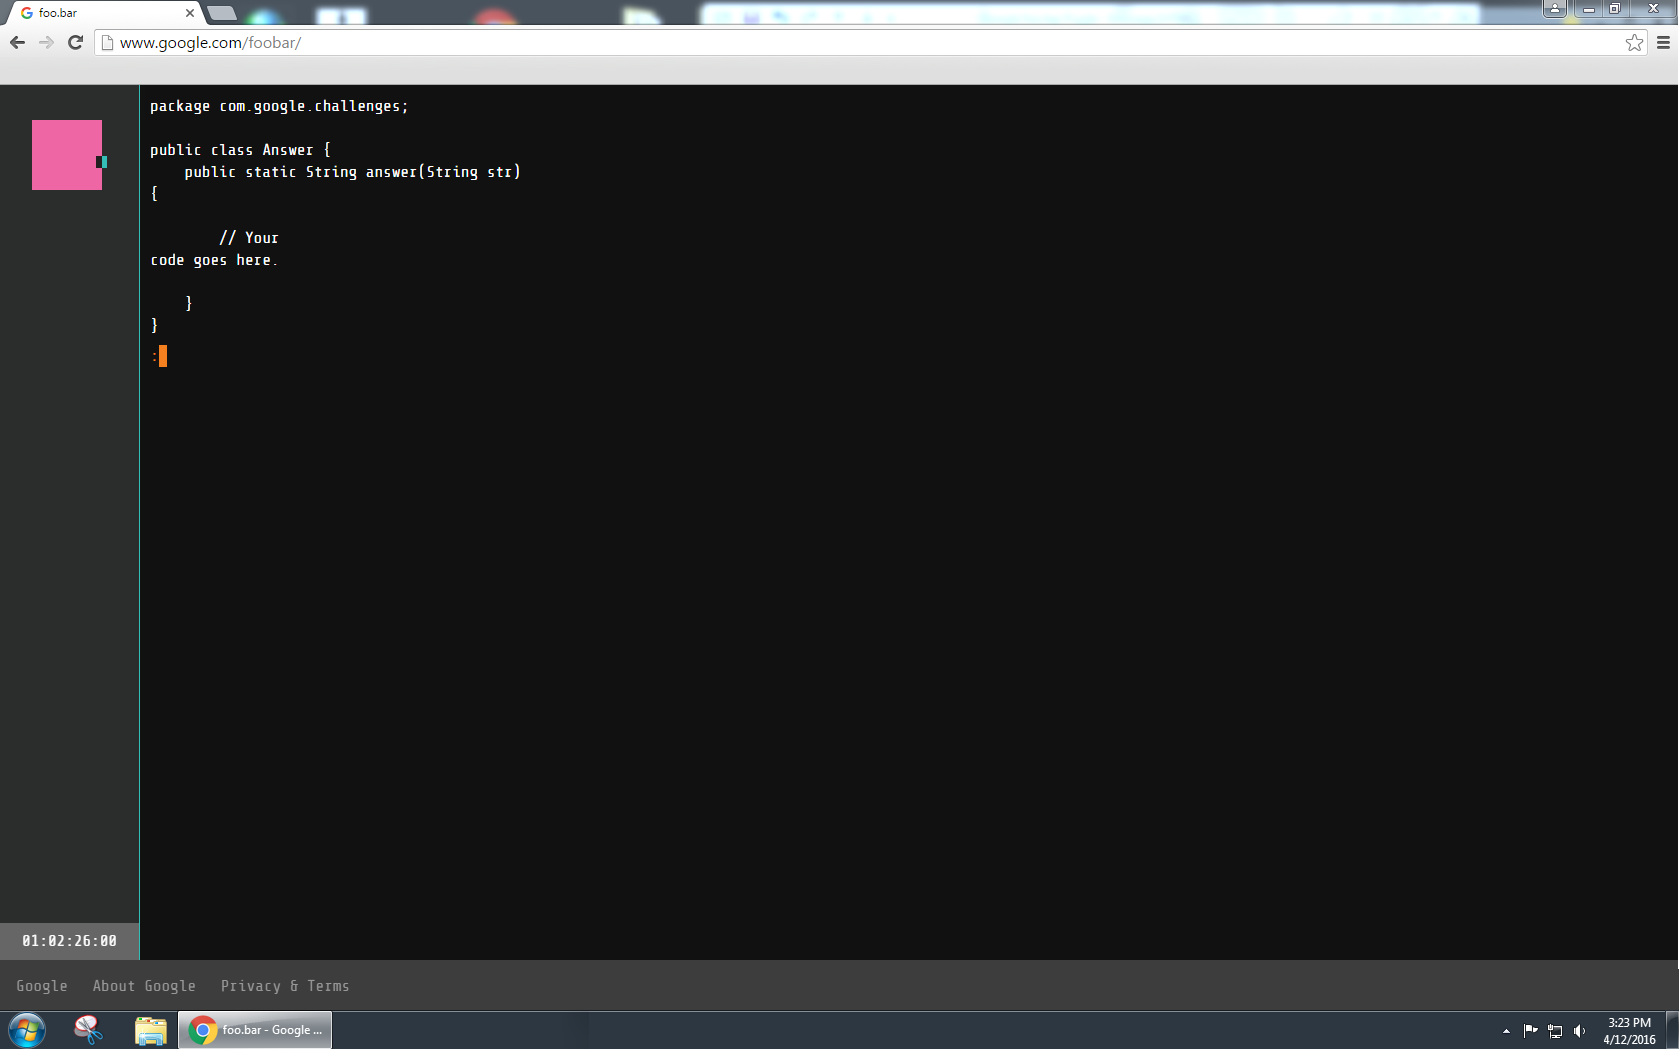 foo.bar
www.google.com/foobar/
package com.google.challenges;
public class Answer {
public static String answer(String str)
{
// Your
code goes here.
}
}
:
01:02:26:00
Google About Google Privacy & Terms
foo.bar - Google ...
3:23 PM
4/12/2016